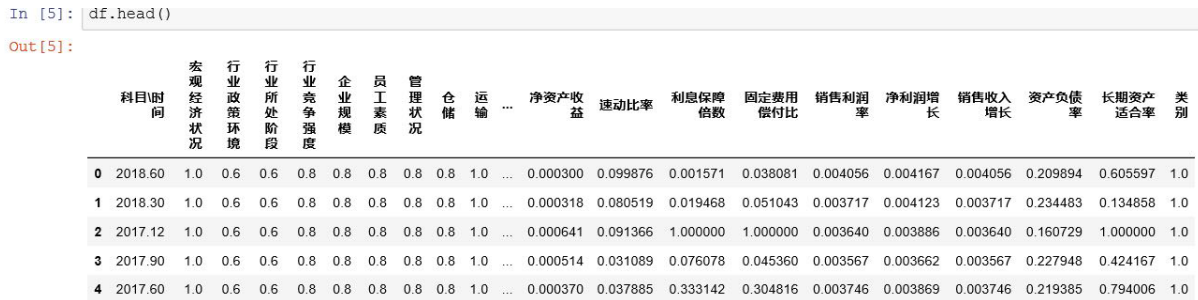 In [5]: df.head()
Out[5]:
科目\时间 宏观经济状况 行业政策环境 行业所处阶段 行业竞争强度 企业规模 员工素质 管理状况 仓储 运输 ... 净资产收益 速动比率 利息保障倍数 固定费用偿付比 销售利润率 净利润增长 销售收入增长 资产负债率 长期资产适合率 类别
0 2018.60 1.0 0.6 0.6 0.8 0.8 0.8 0.8 0.8 1.0 ... 0.000300 0.099876 0.001571 0.038081 0.004056 0.004167 0.004056 0.209894 0.605597 1.0
1 2018.30 1.0 0.6 0.6 0.8 0.8 0.8 0.8 0.8 1.0 ... 0.000318 0.080519 0.019468 0.051043 0.003717 0.004123 0.003717 0.234483 0.134858 1.0
2 2017.12 1.0 0.6 0.6 0.8 0.8 0.8 0.8 0.8 1.0 ... 0.000641 0.091366 1.000000 1.000000 0.003640 0.003886 0.003640 0.160729 1.000000 1.0
3 2017.90 1.0 0.6 0.6 0.8 0.8 0.8 0.8 0.8 1.0 ... 0.000514 0.031089 0.076078 0.045360 0.003567 0.003662 0.003567 0.227948 0.424167 1.0
4 2017.60 1.0 0.6 0.6 0.8 0.8 0.8 0.8 0.8 1.0 ... 0.000370 0.037885 0.333142 0.304816 0.003746 0.003869 0.003746 0.219385 0.794006 1.0